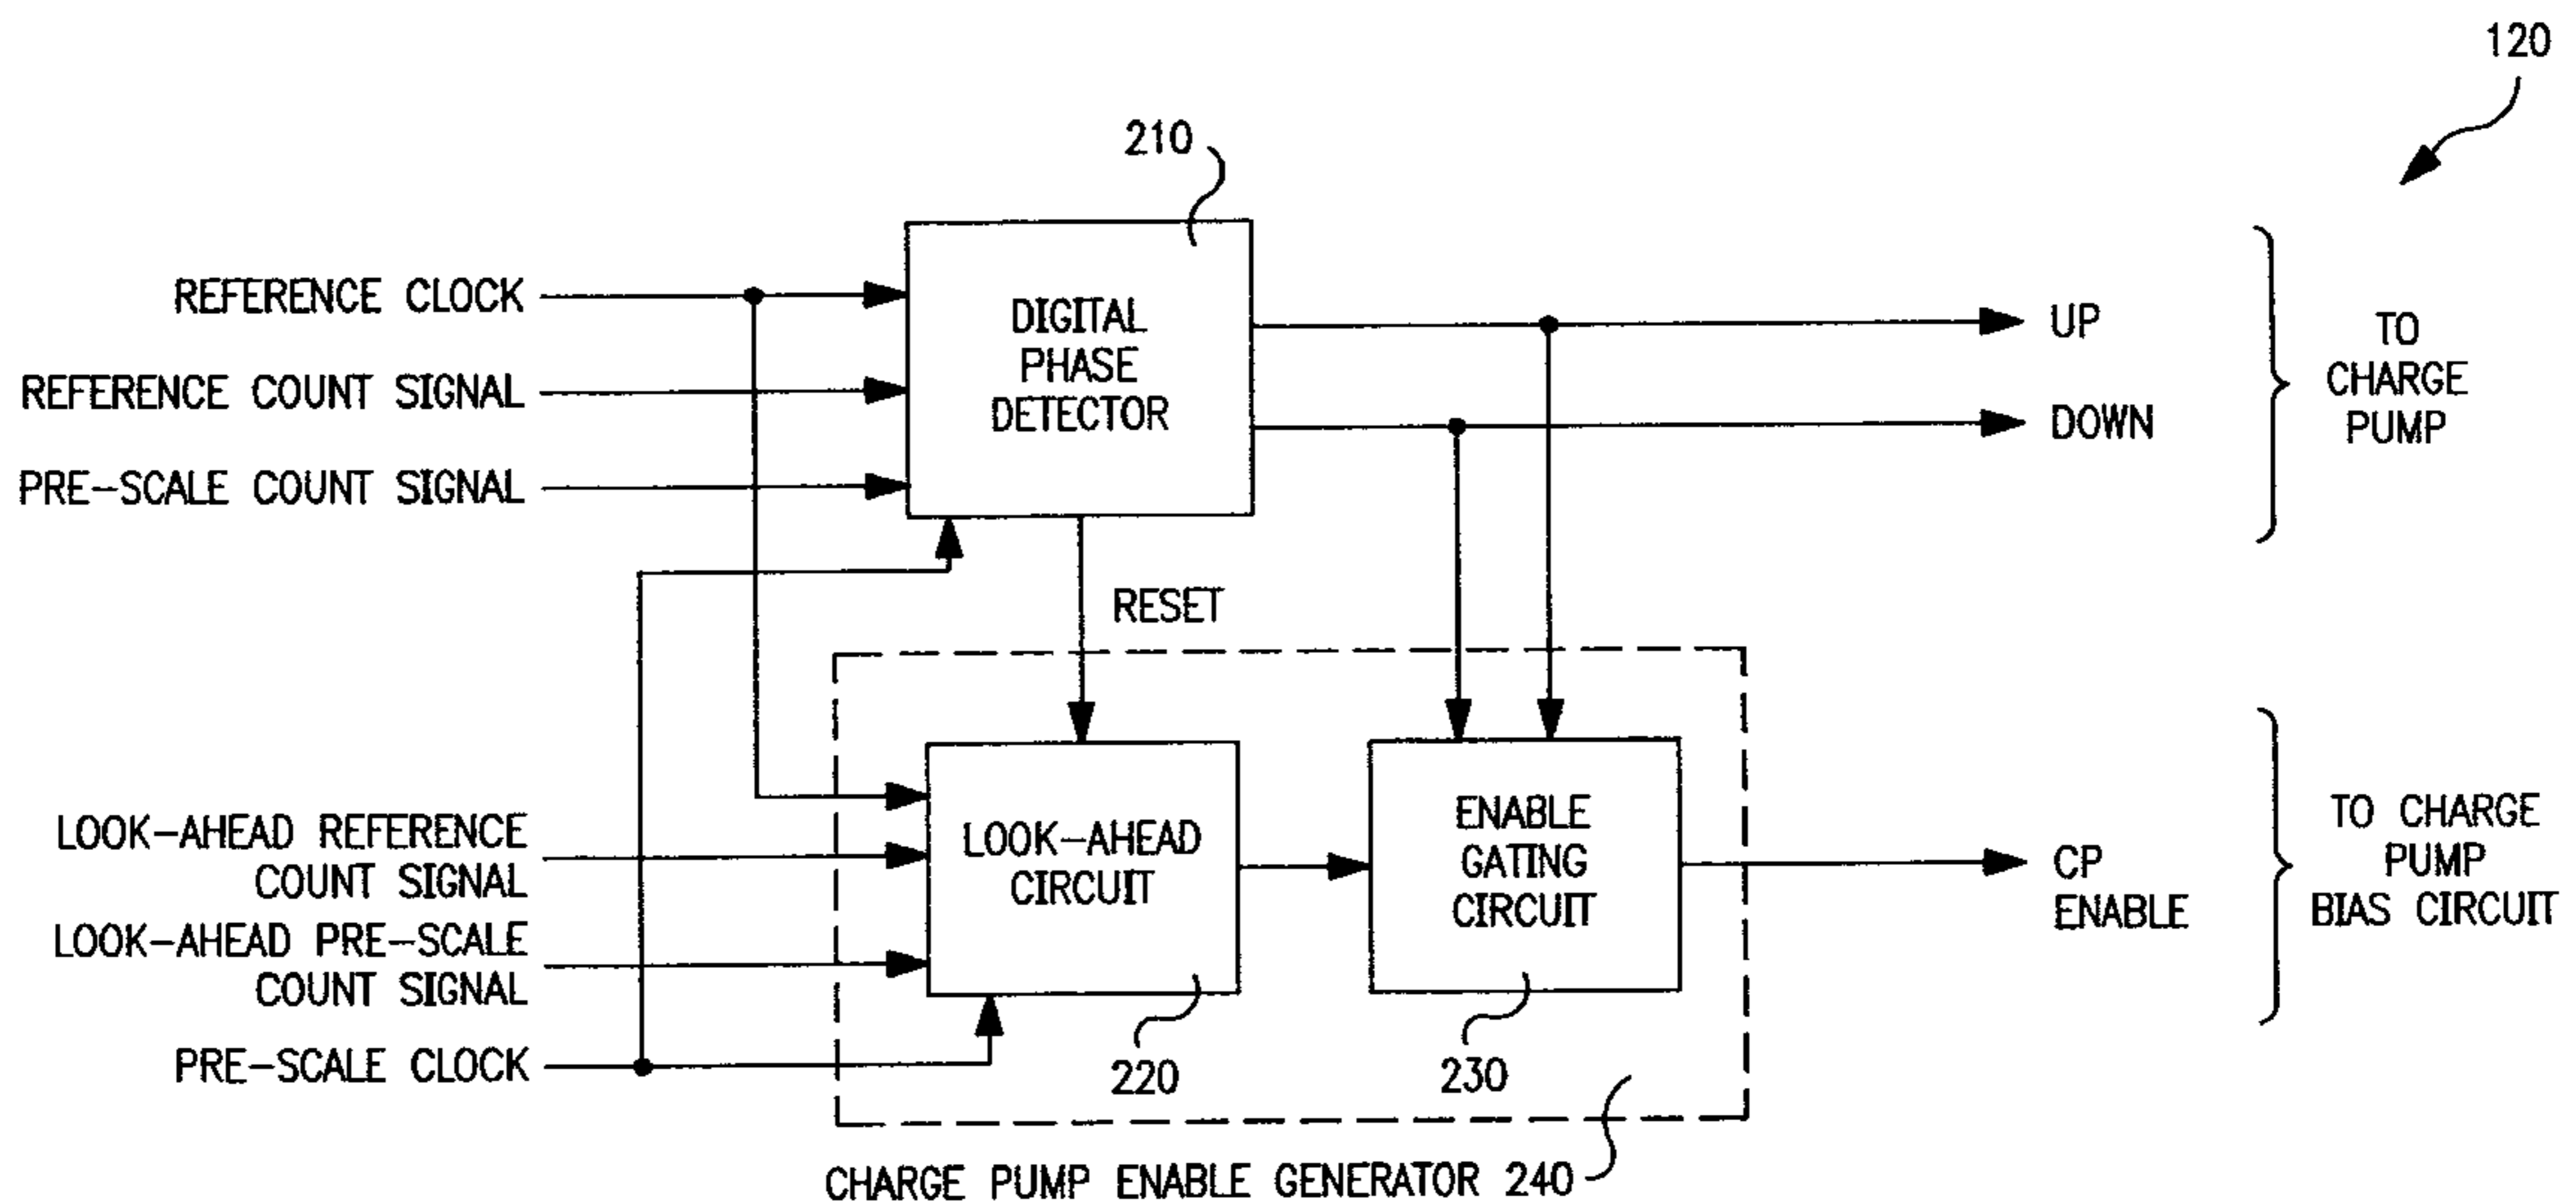 120
210
REFERENCE CLOCK
REFERENCE COUNT SIGNAL
PRE-SCALE COUNT SIGNAL
DIGITAL
PHASE
DETECTOR
UP
DOWN
TO
CHARGE
PUMP
RESET
LOOK-AHEAD REFERENCE
COUNT SIGNAL
LOOK-AHEAD PRE-SCALE
COUNT SIGNAL
PRE-SCALE CLOCK
LOOK-AHEAD
CIRCUIT
ENABLE
GATING
CIRCUIT
CP
ENABLE
TO CHARGE
PUMP
BIAS CIRCUIT
220
230
CHARGE PUMP ENABLE GENERATOR 240